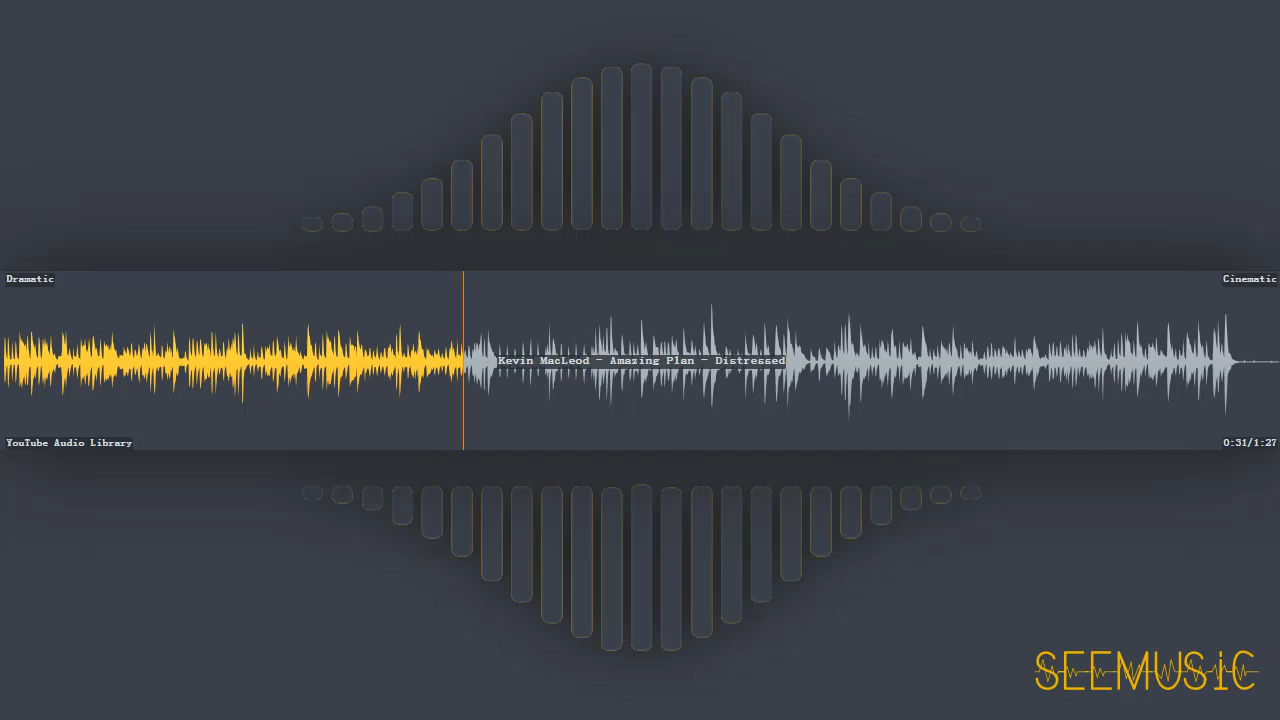 Dramatic
Cinematic
Kevin MacLeod - Amazing Plan - Distressed
YouTube Audio Library
0:31/1:27
SEEMUSiC